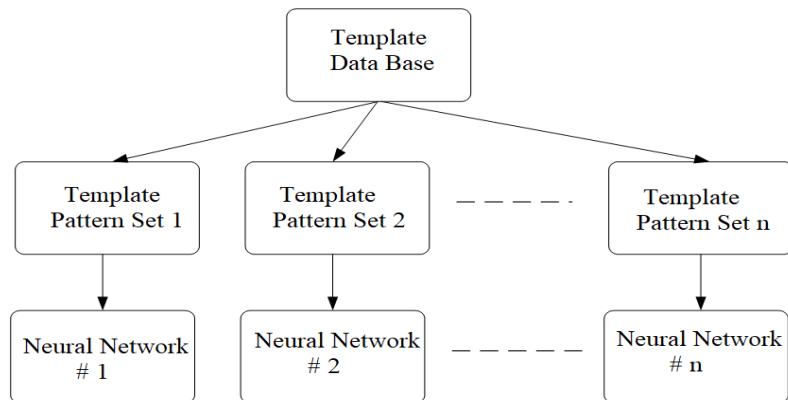 Template
Data Base
Template
Pattern Set 1
Template
Pattern Set 2
Template
Pattern Set n
Neural Network
# 1
Neural Network
# 2
Neural Network
# n